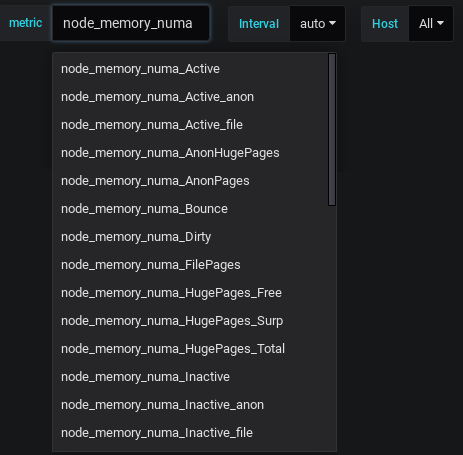 metric node_memory_numa Interval auto Host All
node_memory_numa_Active
node_memory_numa_Active_anon
node_memory_numa_Active_file
node_memory_numa_AnonHugePages
node_memory_numa_AnonPages
node_memory_numa_Bounce
node_memory_numa_Dirty
node_memory_numa_FilePages
node_memory_numa_HugePages_Free
node_memory_numa_HugePages_Surp
node_memory_numa_HugePages_Total
node_memory_numa_Inactive
node_memory_numa_Inactive_anon
node_memory_numa_Inactive_file